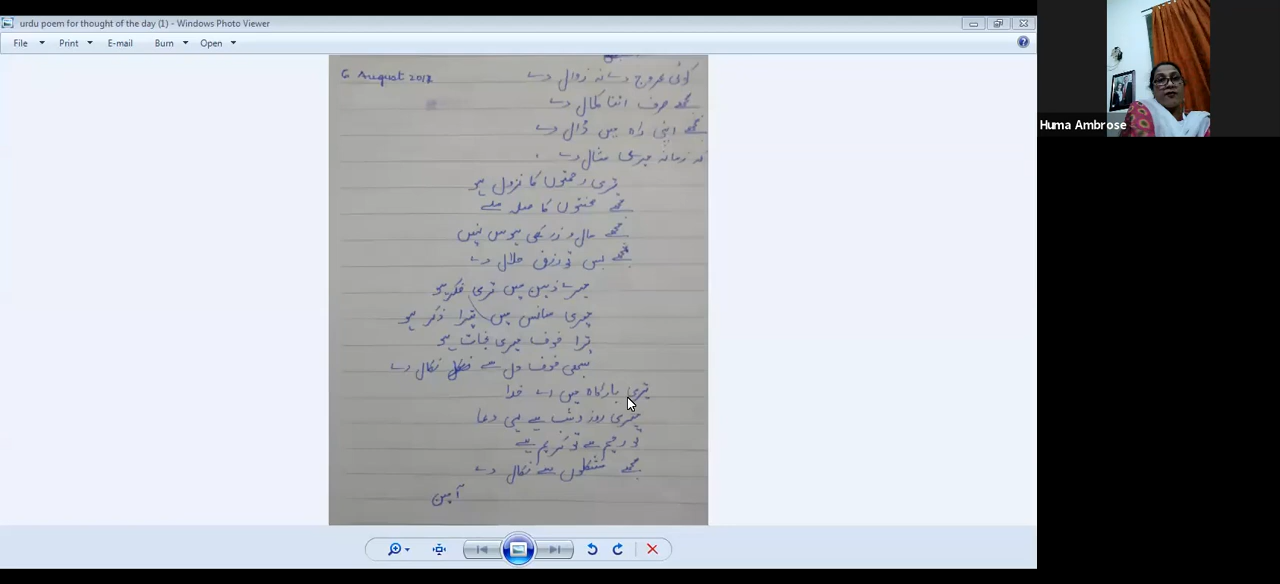 urdu poem for thought of the day (1) - Windows Photo Viewer
File Print E-mail Burn Open
6 August 2018
کوئی عروج دے نہ زوال دے
مجھے صرف اتنا کمال دے
مجھے اپنی راہ میں ڈال دے
کہ زمانہ میری مثال دے
تیری رحمتوں کا نزول ہو
مجھے محنتوں کا صلہ ملے
مجھے مال و زر کی ہوس نہیں
مجھے بس تو رزق حلال دے
میرے ذہن میں تری فکر ہو
میری سانس میں تیرا ذکر ہو
ترا خوف میری نجات ہو
سبھی خوف دل سے نکال دے
تیری بارگاہ میں اے خدا
میری روز و شب ہے یہی دعا
تو رحیم ہے تو کریم ہے
مجھے مشکلوں سے نکال دے
آمین
Huma Ambrose